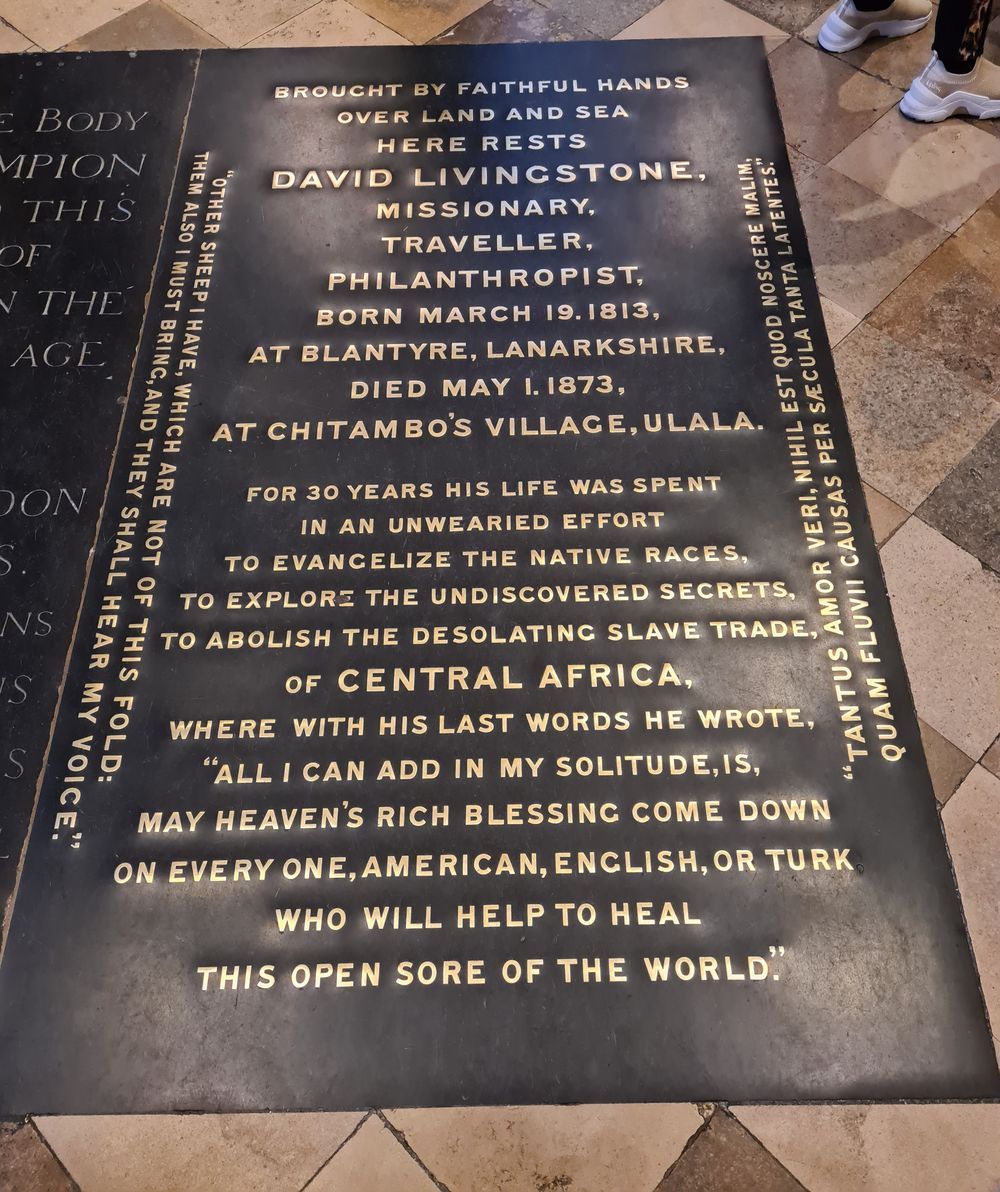 E BODY
MPION
THIS
OF
N THE
AGE
DON
S.
NS
IS
S
BROUGHT BY FAITHFUL HANDS
OVER LAND AND SEA
HERE RESTS
DAVID LIVINGSTONE,
MISSIONARY,
TRAVELLER,
PHILANTHROPIST,
BORN MARCH 19. 1813,
AT BLANTYRE, LANARKSHIRE,
DIED MAY 1. 1873,
AT CHITAMBO'S VILLAGE, ULALA.
FOR 30 YEARS HIS LIFE WAS SPENT
IN AN UNWEARIED EFFORT
TO EVANGELIZE THE NATIVE RACES,
TO EXPLORE THE UNDISCOVERED SECRETS,
TO ABOLISH THE DESOLATING SLAVE TRADE,
OF CENTRAL AFRICA,
WHERE WITH HIS LAST WORDS HE WROTE,
"ALL I CAN ADD IN MY SOLITUDE, IS,
MAY HEAVEN'S RICH BLESSING COME DOWN
ON EVERY ONE, AMERICAN, ENGLISH, OR TURK
WHO WILL HELP TO HEAL
THIS OPEN SORE OF THE WORLD."
"OTHER SHEEP I HAVE, WHICH ARE NOT OF THIS FOLD:
THEM ALSO I MUST BRING, AND THEY SHALL HEAR MY VOICE."
"TANTUS AMOR VERI, NIHIL EST QUOD NOSCERE MALIM,
QUAM FLUVII CAUSAS PER SÆCULA TANTA LATENTES."